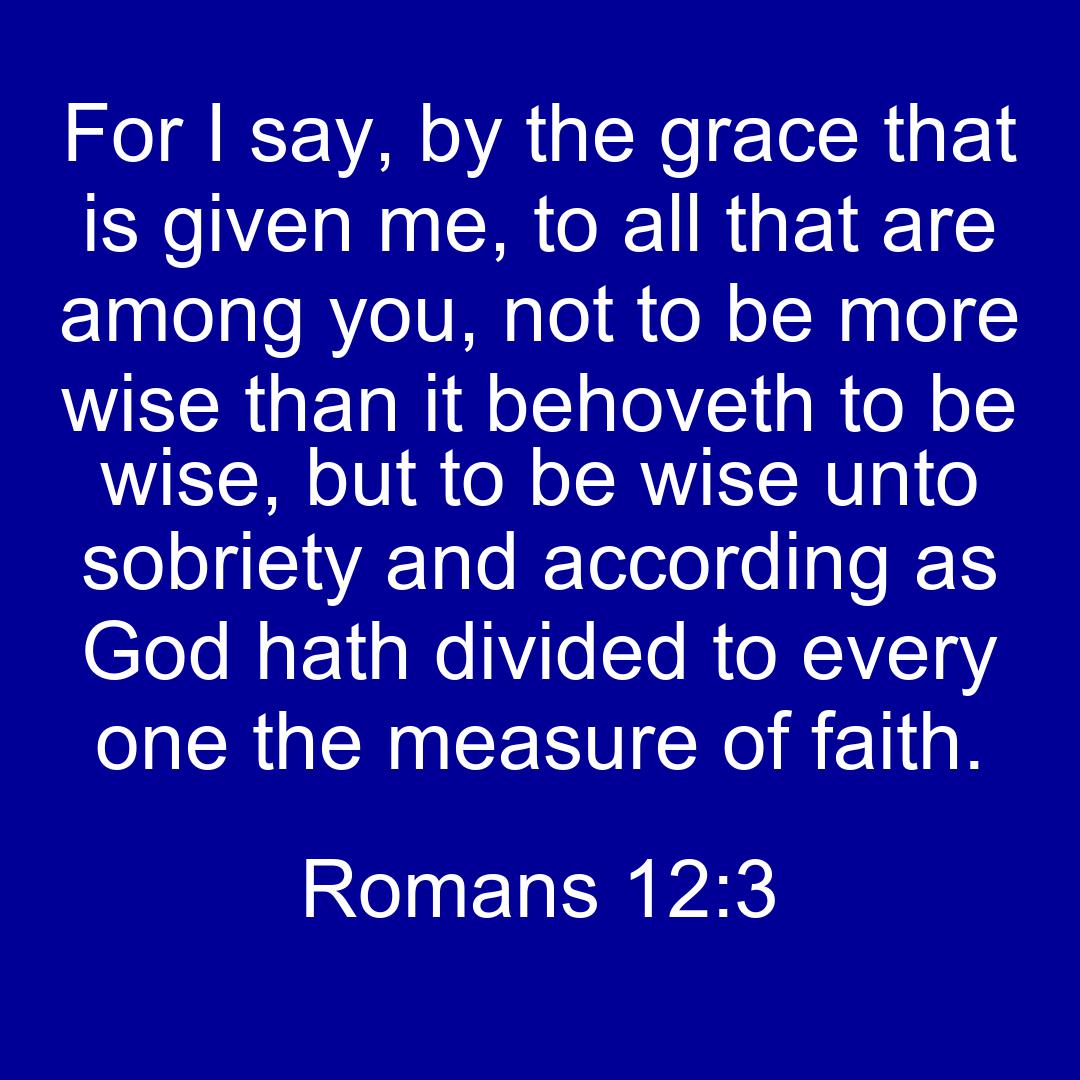 For I say, by the grace that
is given me, to all that are
among you, not to be more
wise than it behoveth to be
wise, but to be wise unto
sobriety and according as
God hath divided to every
one the measure of faith.
Romans 12:3